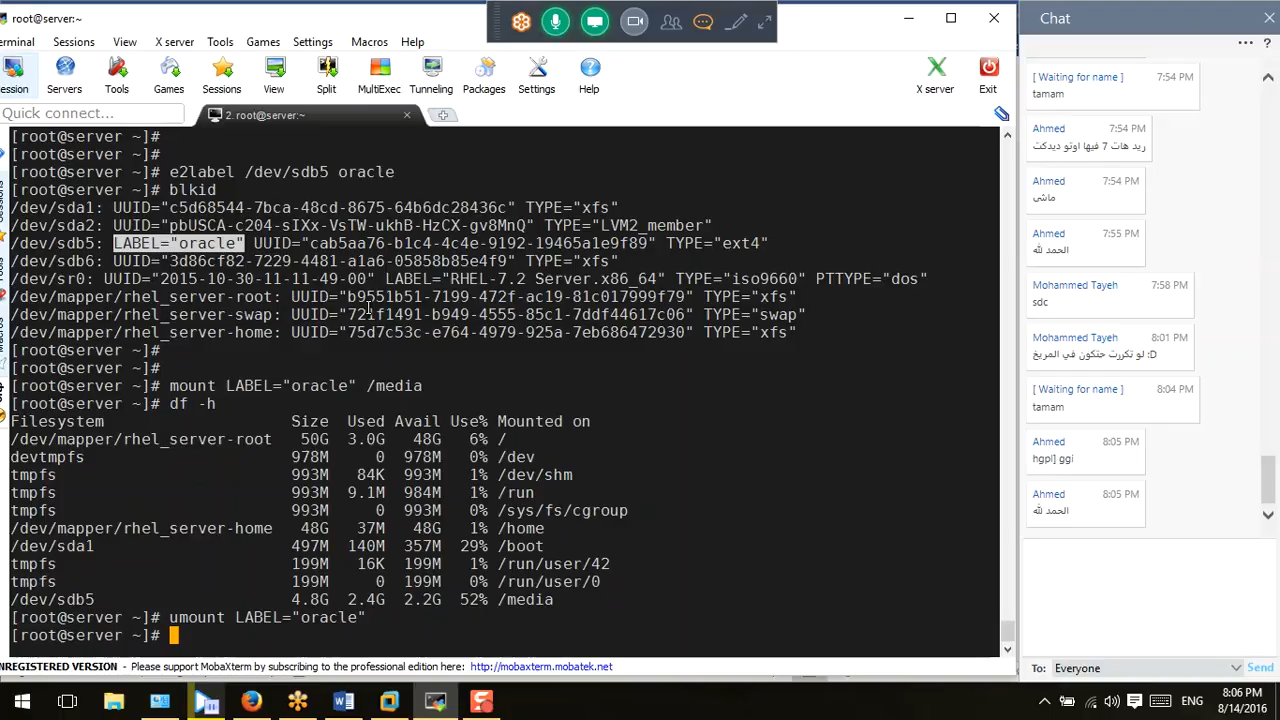 root@server:~
erminal Sessions View X server Tools Games Settings Macros Help
ession Servers Tools Games Sessions View Split MultiExec Tunneling Packages Settings Help X server Exit
Quick connect...
2. root@server:~
[root@server ~]#
[root@server ~]#
[root@server ~]# e2label /dev/sdb5 oracle
[root@server ~]# blkid
/dev/sda1: UUID="c5d68544-7bca-48cd-8675-64b6dc28436c" TYPE="xfs"
/dev/sda2: UUID="pbUSCA-c204-sIXx-VsTW-ukhB-HzCX-gv8MnQ" TYPE="LVM2_member"
/dev/sdb5: LABEL="oracle" UUID="cab5aa76-b1c4-4c4e-9192-19465a1e9f89" TYPE="ext4"
/dev/sdb6: UUID="3d86cf82-7229-4481-a1a6-05858b85e4f9" TYPE="xfs"
/dev/sr0: UUID="2015-10-30-11-11-49-00" LABEL="RHEL-7.2 Server.x86_64" TYPE="iso9660" PTTYPE="dos"
/dev/mapper/rhel_server-root: UUID="b9551b51-7199-472f-ac19-81c017999f79" TYPE="xfs"
/dev/mapper/rhel_server-swap: UUID="721f1491-b949-4555-85c1-7ddf44617c06" TYPE="swap"
/dev/mapper/rhel_server-home: UUID="75d7c53c-e764-4979-925a-7eb686472930" TYPE="xfs"
[root@server ~]#
[root@server ~]#
[root@server ~]# mount LABEL="oracle" /media
[root@server ~]# df -h
Filesystem Size Used Avail Use% Mounted on
/dev/mapper/rhel_server-root 50G 3.0G 48G 6% /
devtmpfs 978M 0 978M 0% /dev
tmpfs 993M 84K 993M 1% /dev/shm
tmpfs 993M 9.1M 984M 1% /run
tmpfs 993M 0 993M 0% /sys/fs/cgroup
/dev/mapper/rhel_server-home 48G 37M 48G 1% /home
/dev/sda1 497M 140M 357M 29% /boot
tmpfs 199M 16K 199M 1% /run/user/42
tmpfs 199M 0 199M 0% /run/user/0
/dev/sdb5 4.8G 2.4G 2.2G 52% /media
[root@server ~]# umount LABEL="oracle"
[root@server ~]#
NREGISTERED VERSION - Please support MobaXterm by subscribing to the professional edition here: http://mobaxterm.mobatek.net
Chat
[ Waiting for name ] 7:54 PM
tamam
Ahmed 7:54 PM
ريد هات 7 فيها اوتو ديدكت
Ahmed 7:54 PM
ماشى
Ahmed 7:55 PM
الحمد لله
Mohammed Tayeh 7:58 PM
sdc
Mohammed Tayeh 8:01 PM
لو تكررت حتكون في المريخ :D
[ Waiting for name ] 8:04 PM
tamam
Ahmed 8:05 PM
hgpl] ggi
Ahmed 8:05 PM
الحمد لله
To: Everyone Send
ENG
8:06 PM
8/14/2016